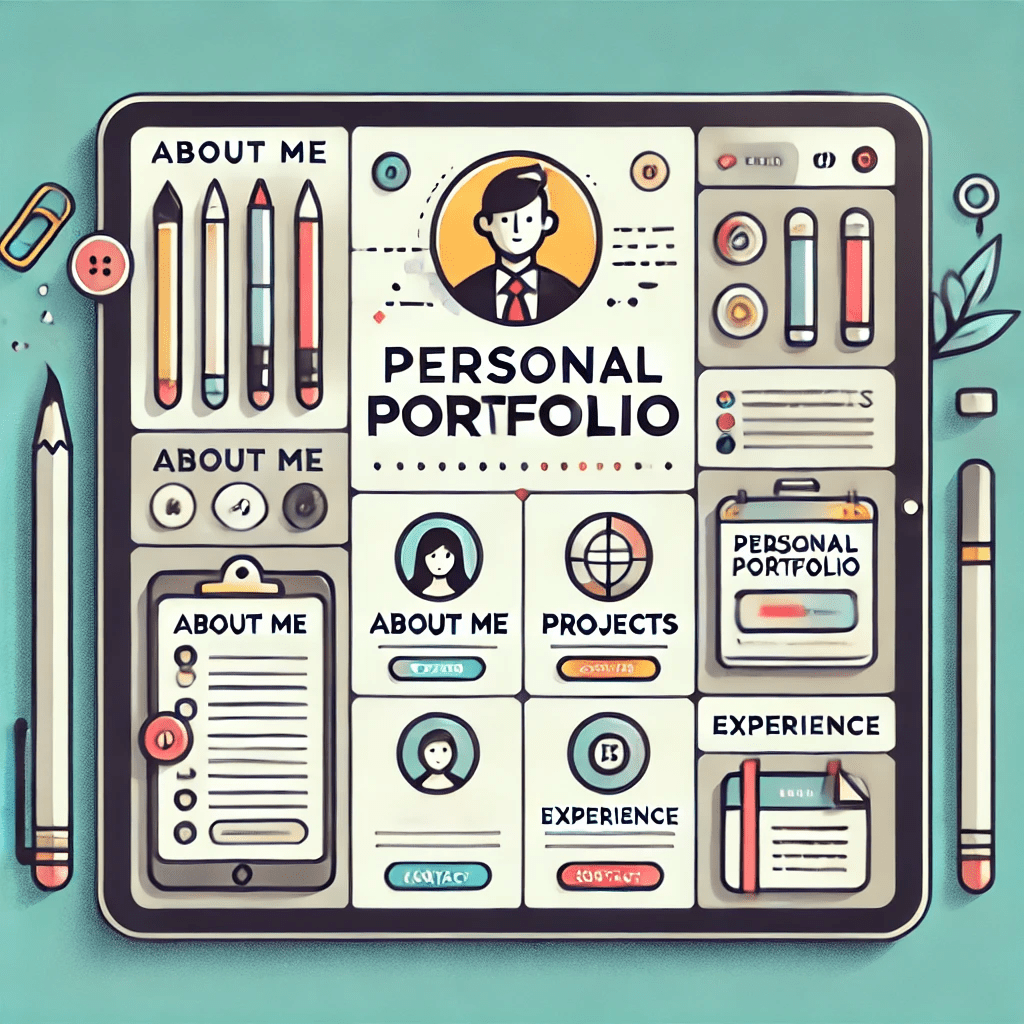 ABOUT ME
PERSONAL
PORTFOLIO
ABOUT ME
ABOUT ME
ABOUT ME
PROJECTS
PERSONAL
PORTFOLIO
EXPERIENCE
EXPERIENCE